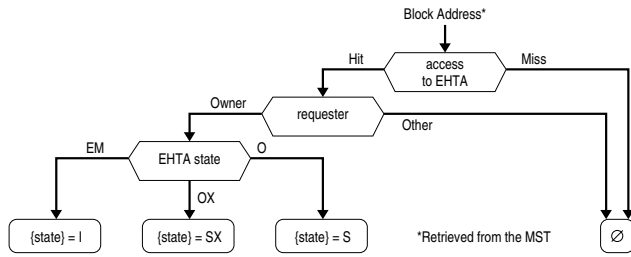 Block Address*
Hit
access
to EHTA
Miss
Owner
requester
Other
EM
EHTA state
O
OX
{state} = I
{state} = SX
{state} = S
*Retrieved from the MST
∅